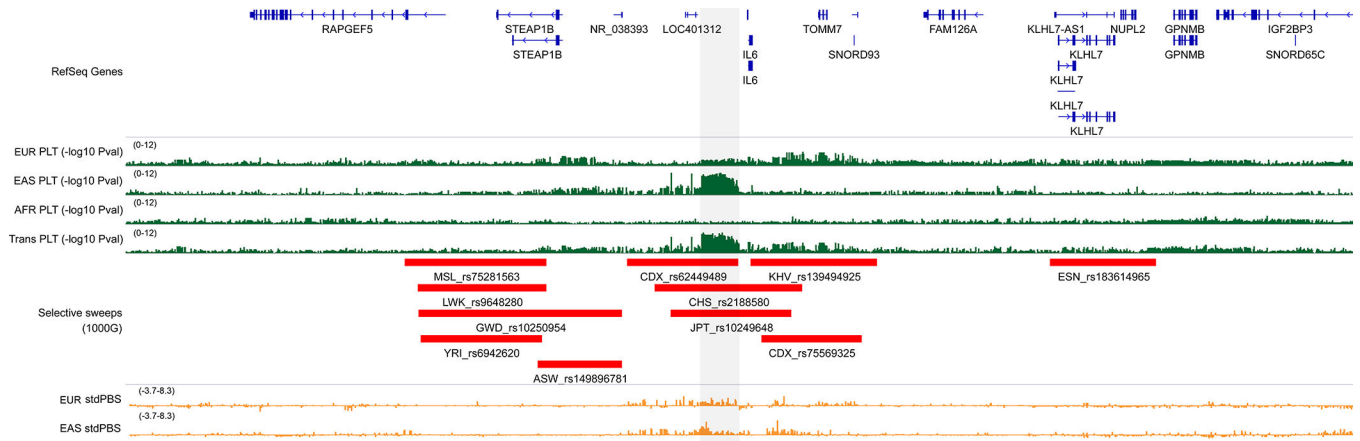 RAPGEF5 STEAP1B NR_038393 LOC401312 TOMM7 FAM126A KLHL7-AS1 NUPL2 GPNMB IGF2BP3
STEAP1B IL6 SNORD93 KLHL7 GPNMB SNORD65C
RefSeq Genes
IL6 KLHL7
KLHL7
KLHL7
EUR PLT (-log10 Pval) (0-12)
EAS PLT (-log10 Pval) (0-12)
AFR PLT (-log10 Pval) (0-12)
Trans PLT (-log10 Pval) (0-12)
MSL_rs75281563 CDX_rs62449489 KHV_rs139494925 ESN_rs183614965
LWK_rs9648280 CHS_rs2188580
Selective sweeps
(1000G)
GWD_rs10250954 JPT_rs10249648
YRI_rs6942620 CDX_rs75569325
ASW_rs149896781
EUR stdPBS (-3.7-8.3)
EAS stdPBS (-3.7-8.3)